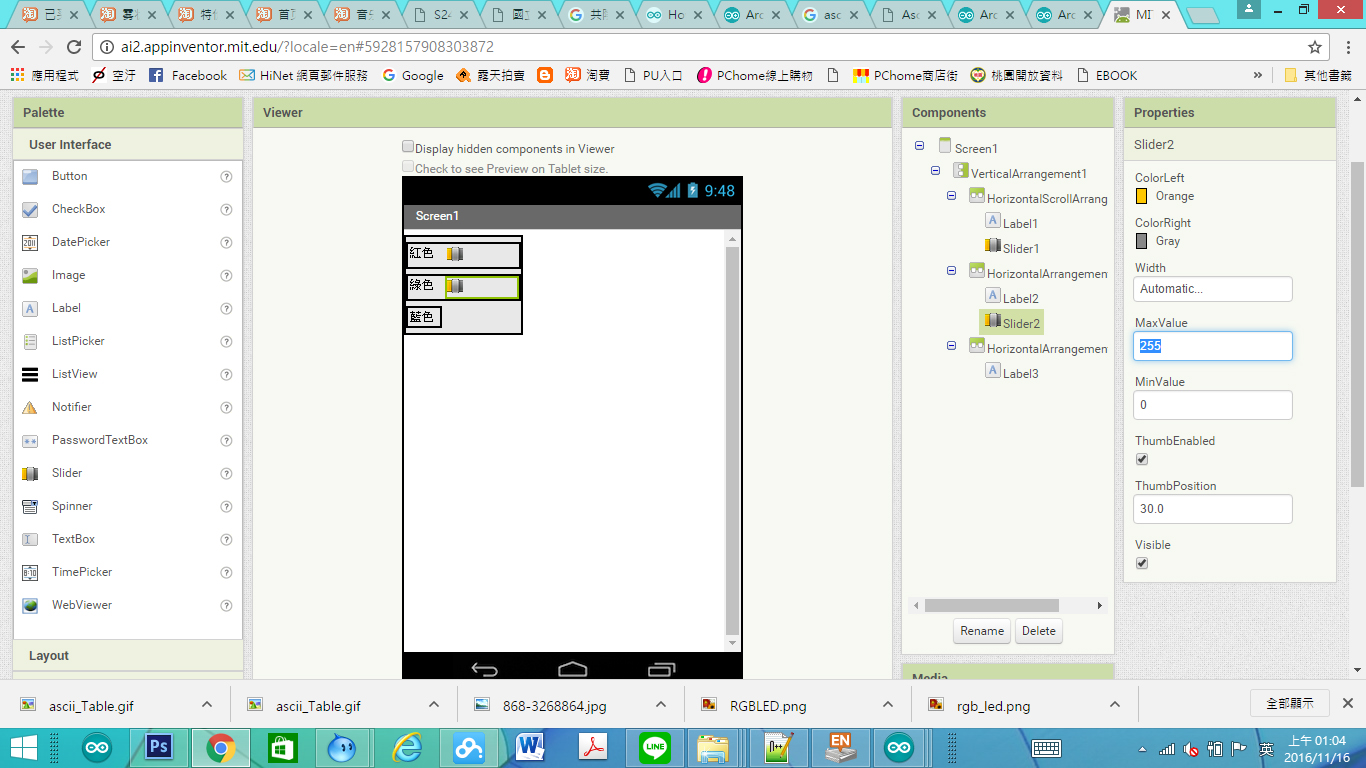 已買
霧
特
首頁
音
S24
國
共
Ho
Arc
asc
Asc
Arc
Arc
MI
ai2.appinventor.mit.edu/?locale=en#5928157908303872
應用程式 空汙 Facebook HiNet 網頁郵件服務 Google 露天拍賣 淘寶 PU入口 PChome線上購物 PChome商店街 桃園開放資料 EBOOK » 其他書籤
Palette
User Interface
Button
CheckBox
DatePicker
Image
Label
ListPicker
ListView
Notifier
PasswordTextBox
Slider
Spinner
TextBox
TimePicker
WebViewer
Layout
Viewer
Display hidden components in Viewer
Check to see Preview on Tablet size.
9:48
Screen1
紅色
綠色
藍色
Components
Screen1
VerticalArrangement1
HorizontalScrollArrang
Label1
Slider1
HorizontalArrangemen
Label2
Slider2
HorizontalArrangemen
Label3
Rename Delete
Media
Properties
Slider2
ColorLeft
Orange
ColorRight
Gray
Width
Automatic...
MaxValue
255
MinValue
0
ThumbEnabled
ThumbPosition
30.0
Visible
ascii_Table.gif ascii_Table.gif 868-3268864.jpg RGBLED.png rgb_led.png 全部顯示
英 上午 01:04
2016/11/16